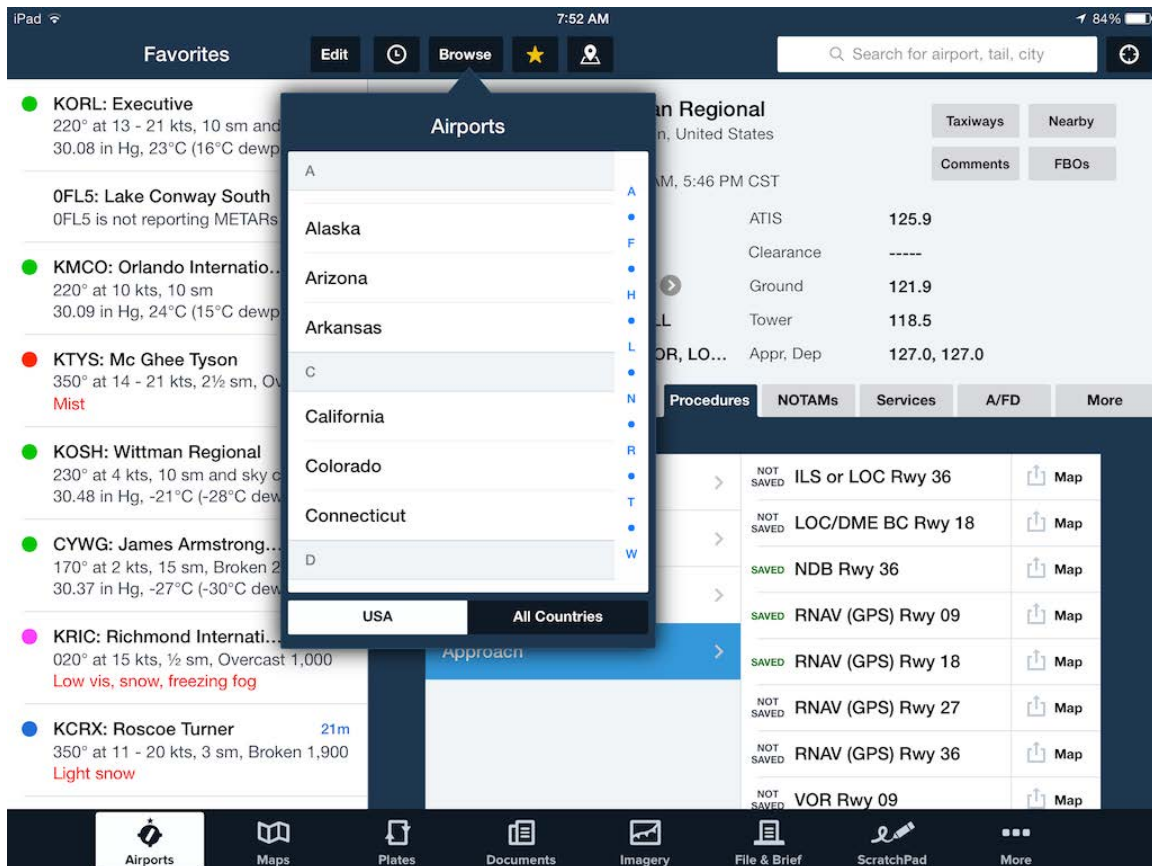 iPad 7:52 AM 84%
Favorites Edit Browse Search for airport, tail, city
KORL: Executive
220° at 13 - 21 kts, 10 sm and
30.08 in Hg, 23°C (16°C dewp
0FL5: Lake Conway South
0FL5 is not reporting METARs
KMCO: Orlando Internatio...
220° at 10 kts, 10 sm
30.09 in Hg, 24°C (15°C dewp
KTYS: Mc Ghee Tyson
350° at 14 - 21 kts, 2½ sm, Ov
Mist
KOSH: Wittman Regional
230° at 4 kts, 10 sm and sky c
30.48 in Hg, -21°C (-28°C dew
CYWG: James Armstrong...
170° at 2 kts, 15 sm, Broken 2
30.37 in Hg, -27°C (-30°C dew
KRIC: Richmond Internati...
020° at 15 kts, ½ sm, Overcast 1,000
Low vis, snow, freezing fog
KCRX: Roscoe Turner 21m
350° at 11 - 20 kts, 3 sm, Broken 1,900
Light snow
Airports
A
Alaska
Arizona
Arkansas
C
California
Colorado
Connecticut
D
A
F
H
L
N
R
T
W
USA All Countries
an Regional
n, United States
AM, 5:46 PM CST
Taxiways Nearby
Comments FBOs
ATIS 125.9
Clearance -----
Ground 121.9
LL Tower 118.5
OR, LO... Appr, Dep 127.0, 127.0
Procedures NOTAMs Services A/FD More
Approach
NOT SAVED ILS or LOC Rwy 36 Map
NOT SAVED LOC/DME BC Rwy 18 Map
SAVED NDB Rwy 36 Map
SAVED RNAV (GPS) Rwy 09 Map
SAVED RNAV (GPS) Rwy 18 Map
NOT SAVED RNAV (GPS) Rwy 27 Map
NOT SAVED RNAV (GPS) Rwy 36 Map
NOT SAVED VOR Rwy 09 Map
Airports Maps Plates Documents Imagery File & Brief ScratchPad More